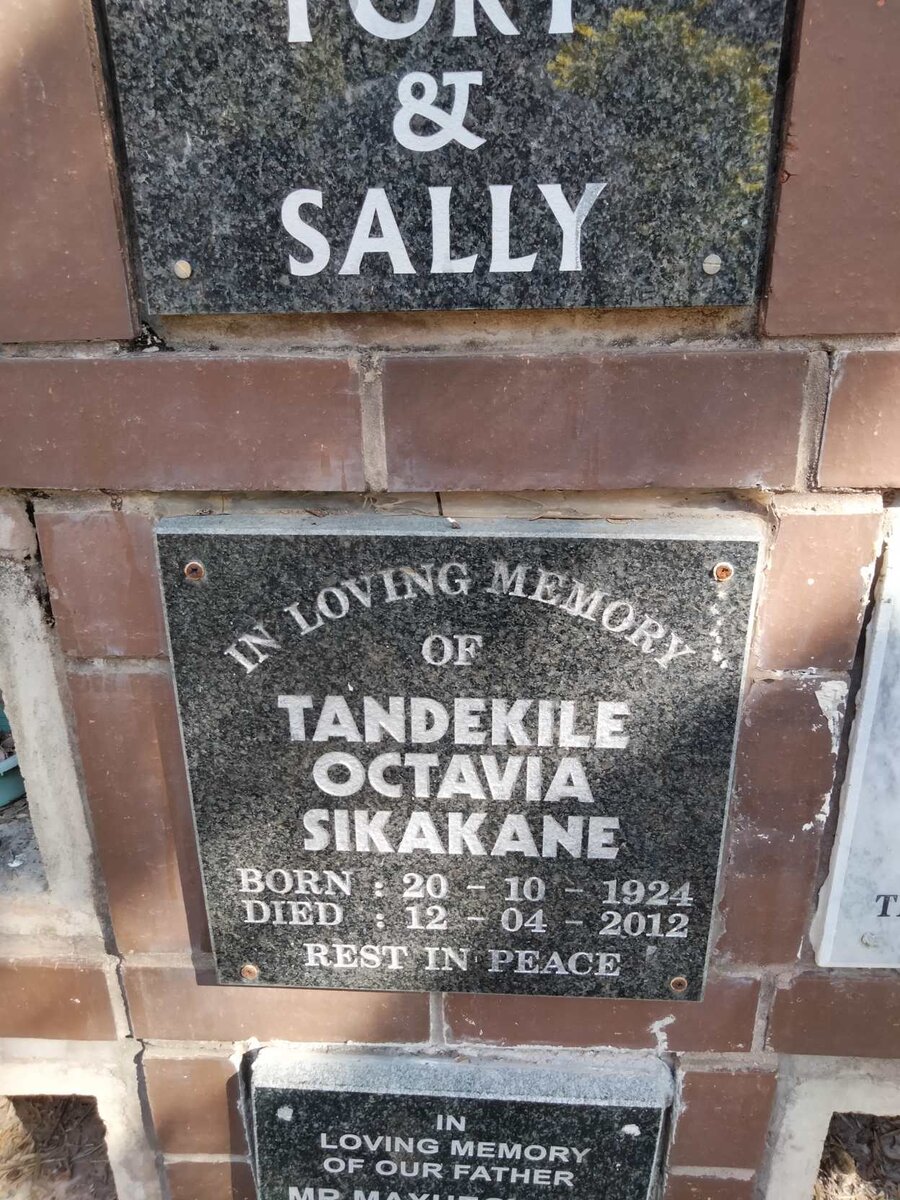 &
SALLY
IN LOVING MEMORY
OF
TANDEKILE
OCTAVIA
SIKAKANE
BORN : 20 - 10 - 1924
DIED : 12 - 04 - 2012
REST IN PEACE
IN
LOVING MEMORY
OF OUR FATHER
MR